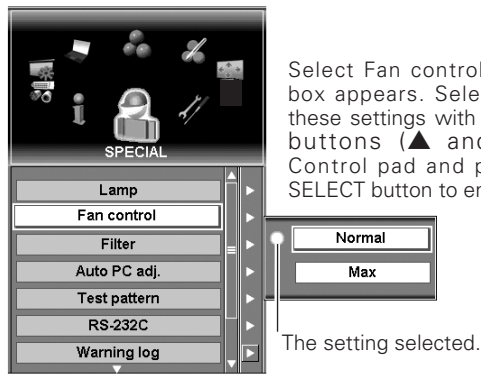 SPECIAL
Lamp
Fan control
Filter
Auto PC adj.
Test pattern
RS-232C
Warning log
Select Fan control
box appears. Sele
these settings with
buttons (▲ and
Control pad and p
SELECT button to en
Normal
Max
The setting selected.